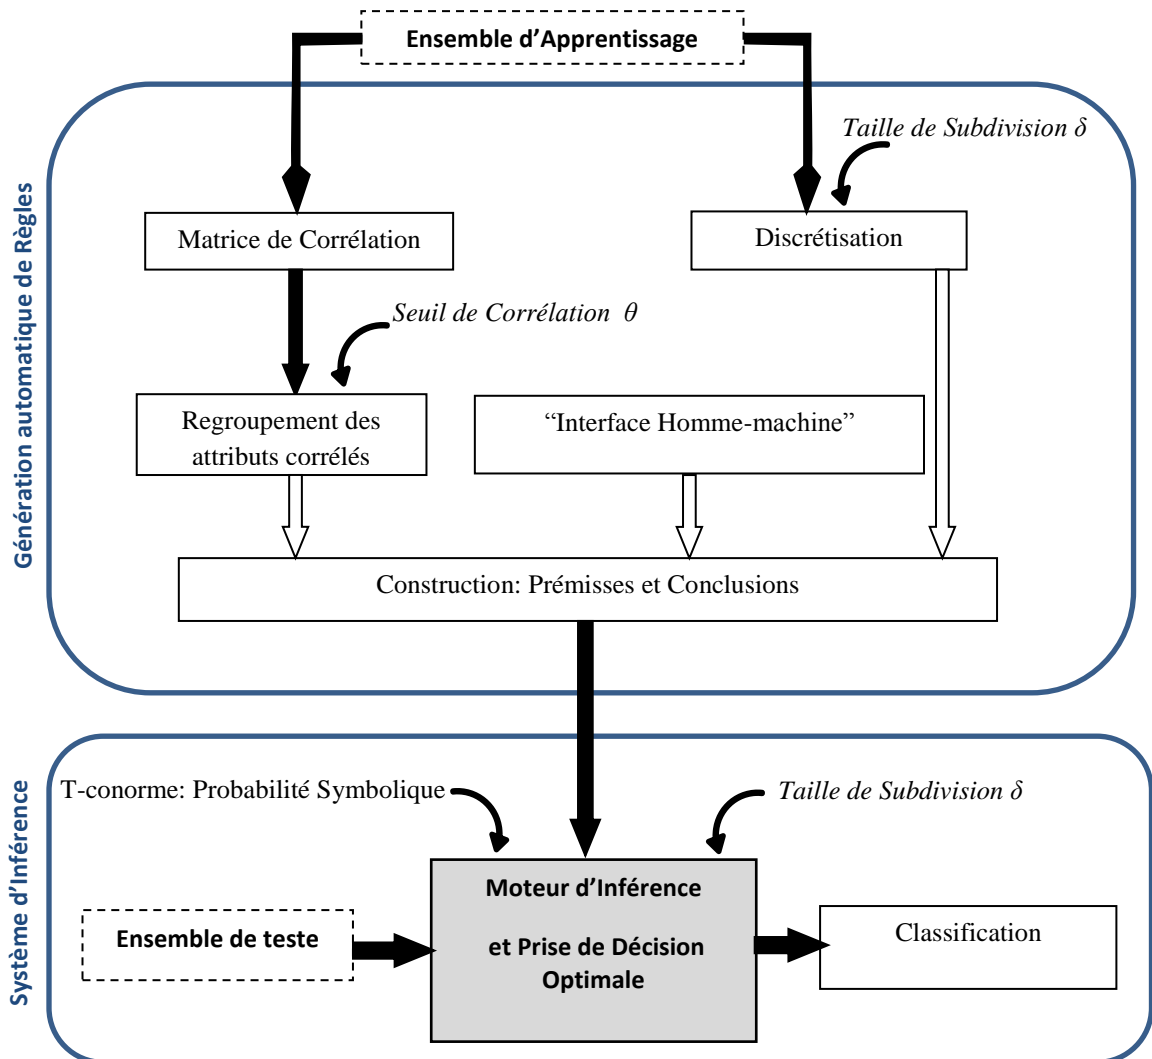 Ensemble d’Apprentissage
Génération automatique de Règles
Taille de Subdivision δ
Matrice de Corrélation
Discrétisation
Seuil de Corrélation θ
Regroupement des
attributs corrélés
“Interface Homme-machine”
Construction: Prémisses et Conclusions
Système d’Inférence
T-conorme: Probabilité Symbolique
Taille de Subdivision δ
Moteur d’Inférence
et Prise de Décision
Optimale
Ensemble de teste
Classification